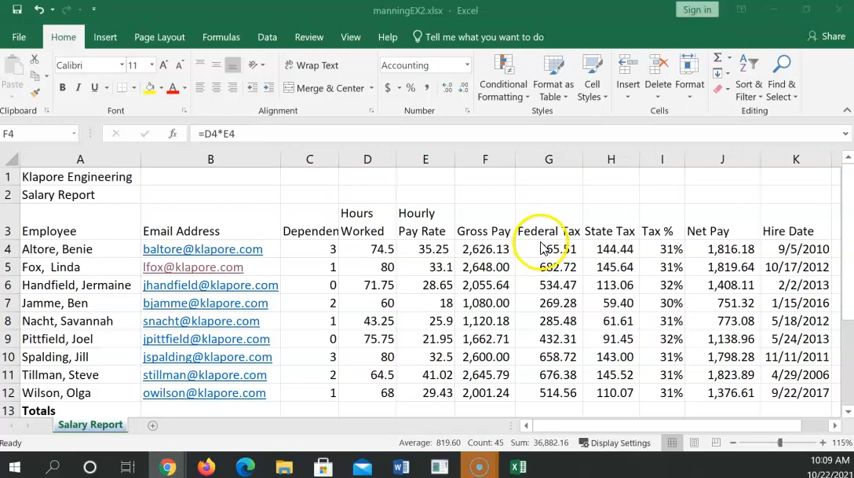 manningEX2.xlsx - Excel
Sign in
File Home Insert Page Layout Formulas Data Review View Help Tell me what you want to do Share
Calibri 11 A A Wrap Text Accounting Conditional Formatting Format as Table Cell Styles Insert Delete Format Sort & Filter Find & Select
Paste B I U Merge & Center $ % ,
Clipboard Font Alignment Number Styles Cells Editing
F4 fx =D4*E4
A B C D E F G H I J K
1 Klapore Engineering
2 Salary Report
Hours Hourly
3 Employee Email Address Dependen Worked Pay Rate Gross Pay Federal Tax State Tax Tax % Net Pay Hire Date
4 Altore, Benie baltore@klapore.com 3 74.5 35.25 2,626.13 65.51 144.44 31% 1,816.18 9/5/2010
5 Fox, Linda lfox@klapore.com 1 80 33.1 2,648.00 682.72 145.64 31% 1,819.64 10/17/2012
6 Handfield, Jermaine jhandfield@klapore.com 0 71.75 28.65 2,055.64 534.47 113.06 32% 1,408.11 2/2/2013
7 Jamme, Ben bjamme@klapore.com 2 60 18 1,080.00 269.28 59.40 30% 751.32 1/15/2016
8 Nacht, Savannah snacht@klapore.com 1 43.25 25.9 1,120.18 285.48 61.61 31% 773.08 5/18/2012
9 Pittfield, Joel jpittfield@klapore.com 0 75.75 21.95 1,662.71 432.31 91.45 32% 1,138.96 5/24/2013
10 Spalding, Jill jspalding@klapore.com 3 80 32.5 2,600.00 658.72 143.00 31% 1,798.28 11/11/2011
11 Tillman, Steve stillman@klapore.com 2 64.5 41.02 2,645.79 676.38 145.52 31% 1,823.89 4/29/2006
12 Wilson, Olga owilson@klapore.com 1 68 29.43 2,001.24 514.56 110.07 31% 1,376.61 9/22/2017
13 Totals
Salary Report
Ready Average: 819.60 Count: 45 Sum: 36,882.16 Display Settings 115%
10:09 AM
10/22/2021